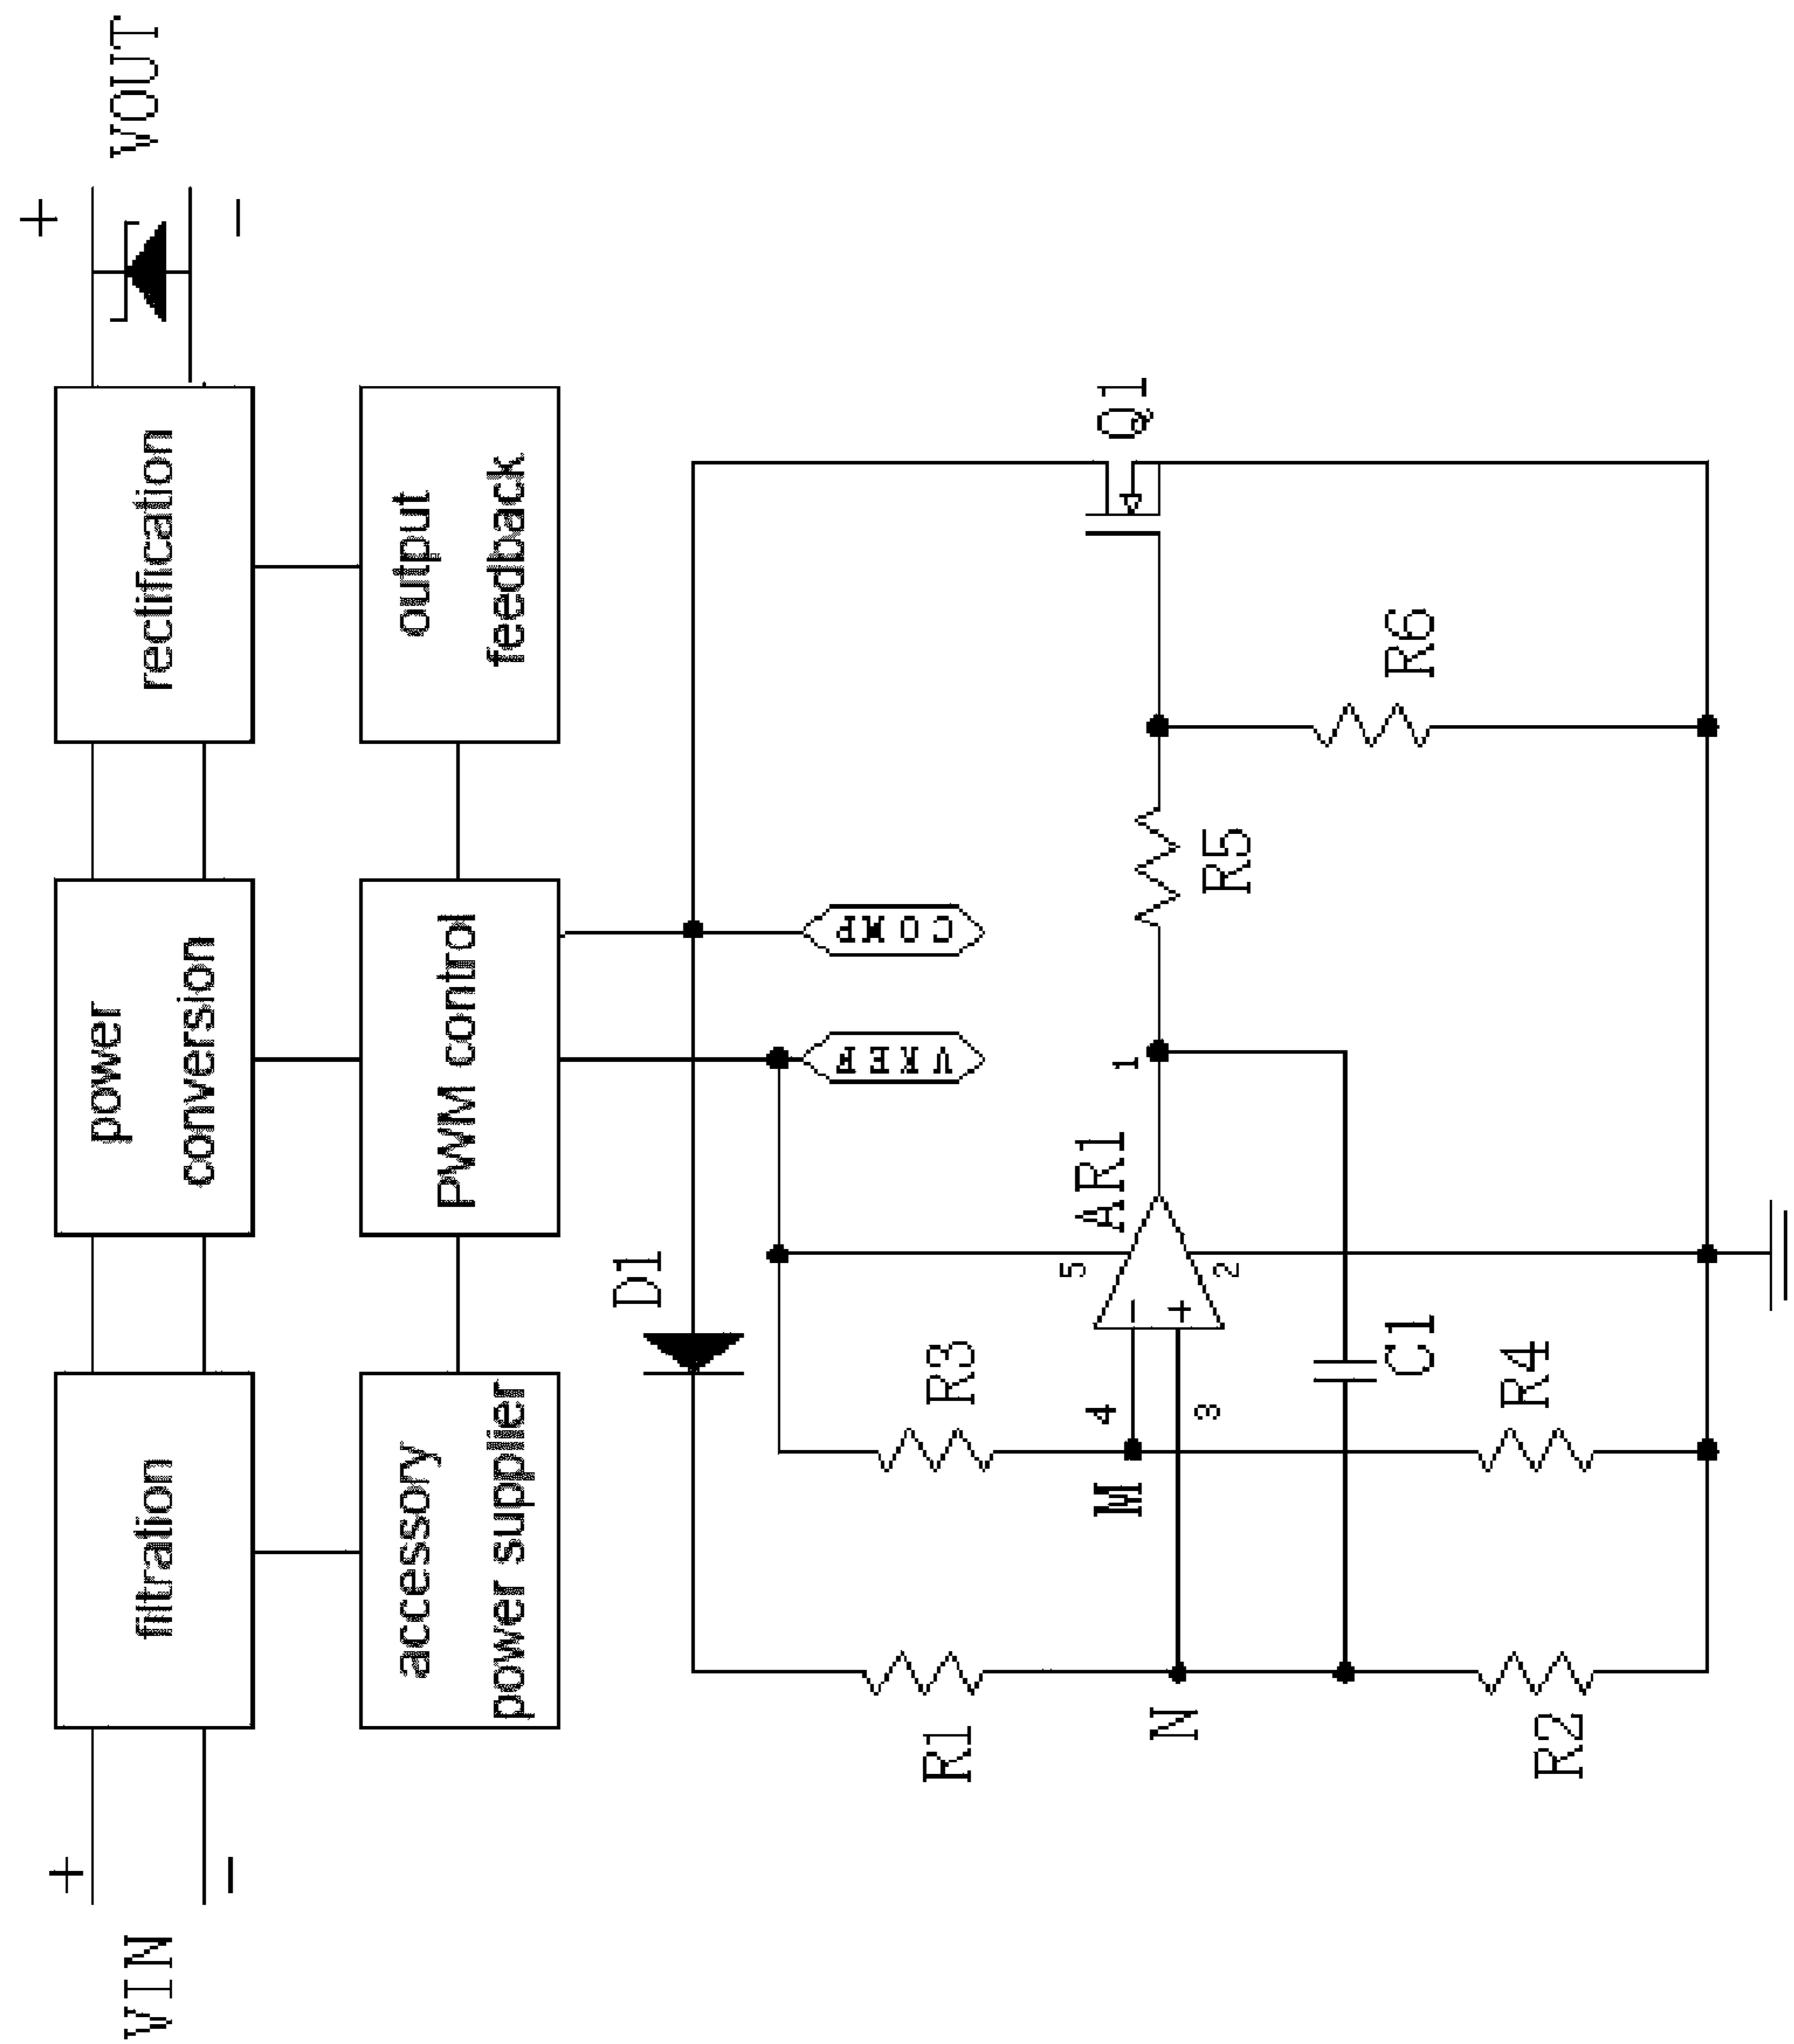 VIN
+
−
filtration
power
conversion
rectification
+
−
VOUT
accessory
power supplier
PWM control
output
feedback
D1
VREF
COMP
R1
R3
M
4
N
3
5
AR1
2
1
R5
Q1
C1
R2
R4
R6